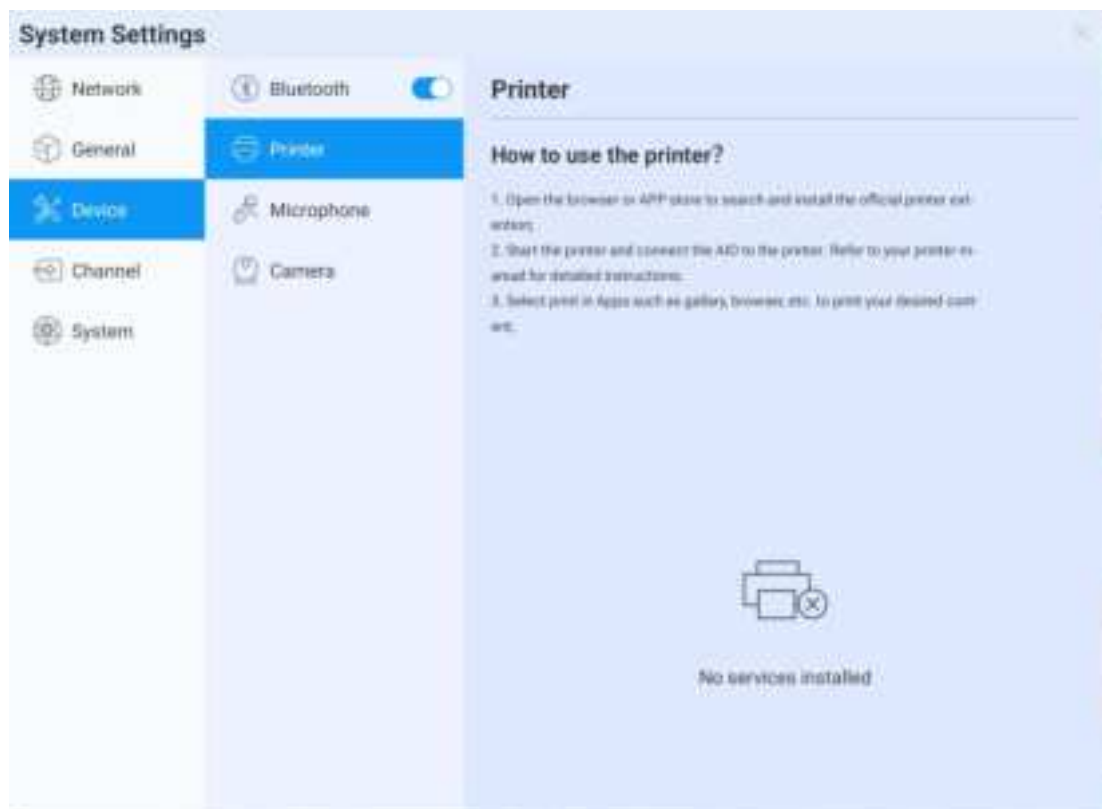 System Settings
Network
General
Device
Channel
System
Bluetooth
Printer
Microphone
Camera
Printer
How to use the printer?
1. Open the browser or APP store to search and install the official printer ext-
ention;
2. Start the printer and connect the AIO to the printer. Refer to your printer m-
anual for detailed instructions.
3. Select print in Apps such as gallery, browser, etc. to print your desired cont-
ent.
No services installed